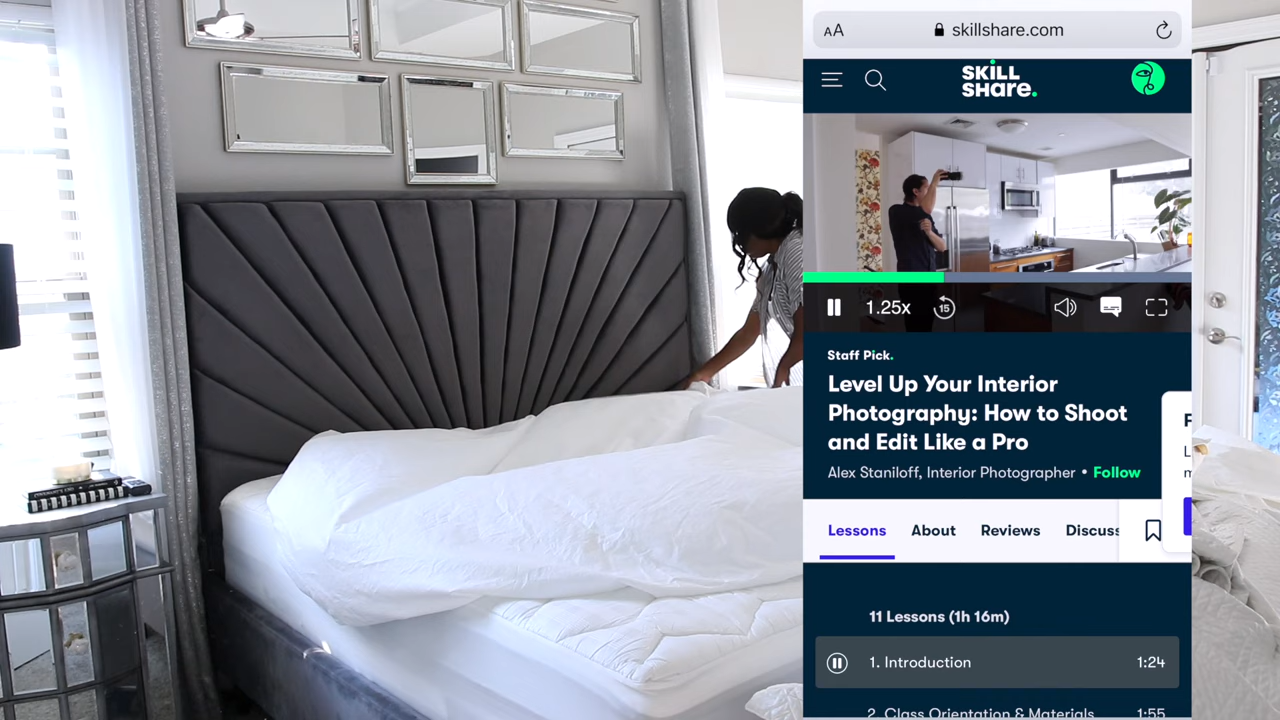 AA
skillshare.com
SKILL
SHare.
1.25x
15
Staff Pick.
Level Up Your Interior
Photography: How to Shoot
and Edit Like a Pro
Alex Staniloff, Interior Photographer • Follow
Lessons
About
Reviews
Discuss
11 Lessons (1h 16m)
1. Introduction
1:24
2. Class Orientation & Materials
1:55